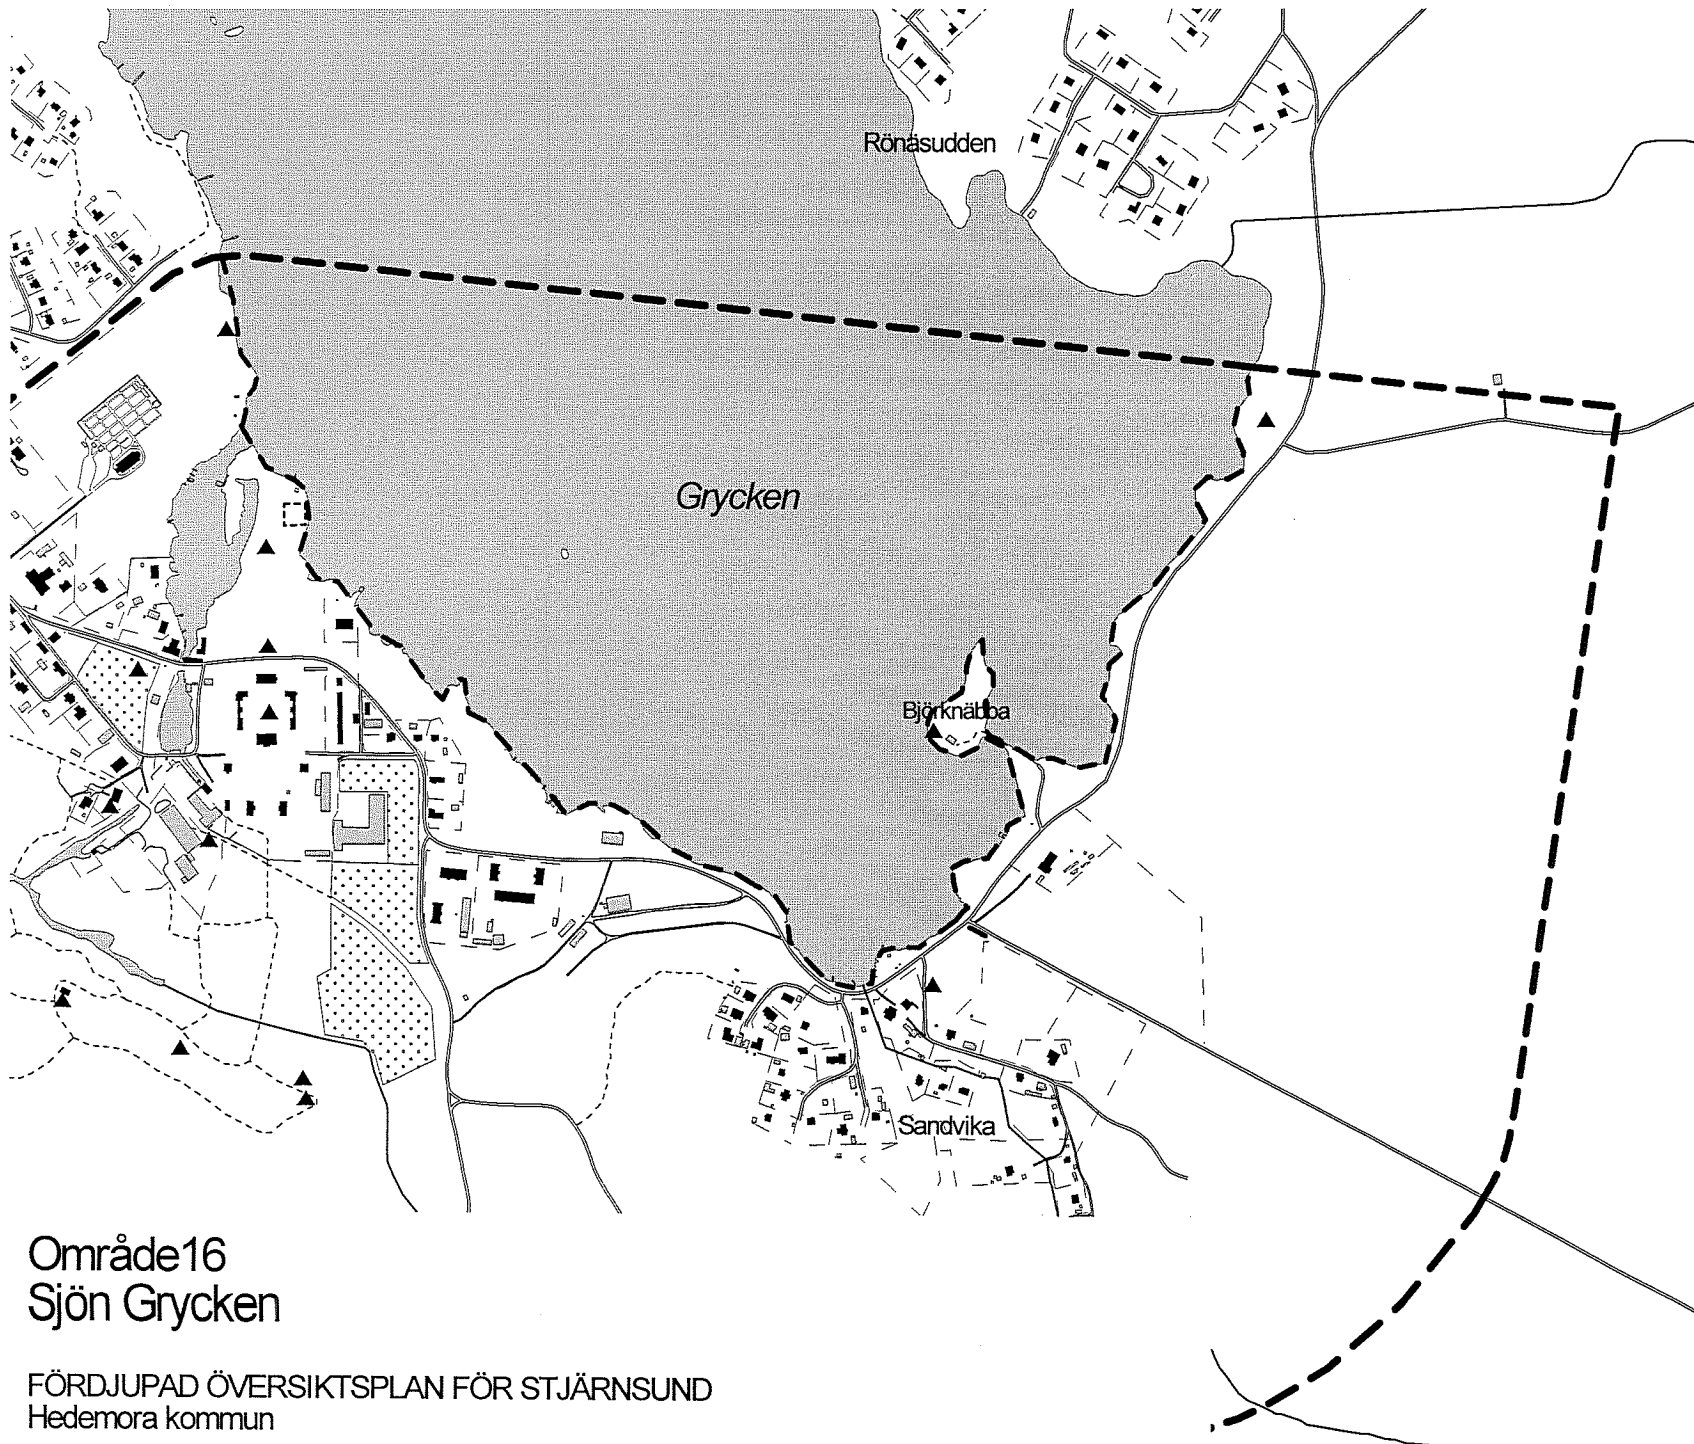 Rönäsudden
Grycken
Björknäbba
Sandvika
Område16
Sjön Grycken
FÖRDJUPAD ÖVERSIKTSPLAN FÖR STJÄRNSUND
Hedemora kommun